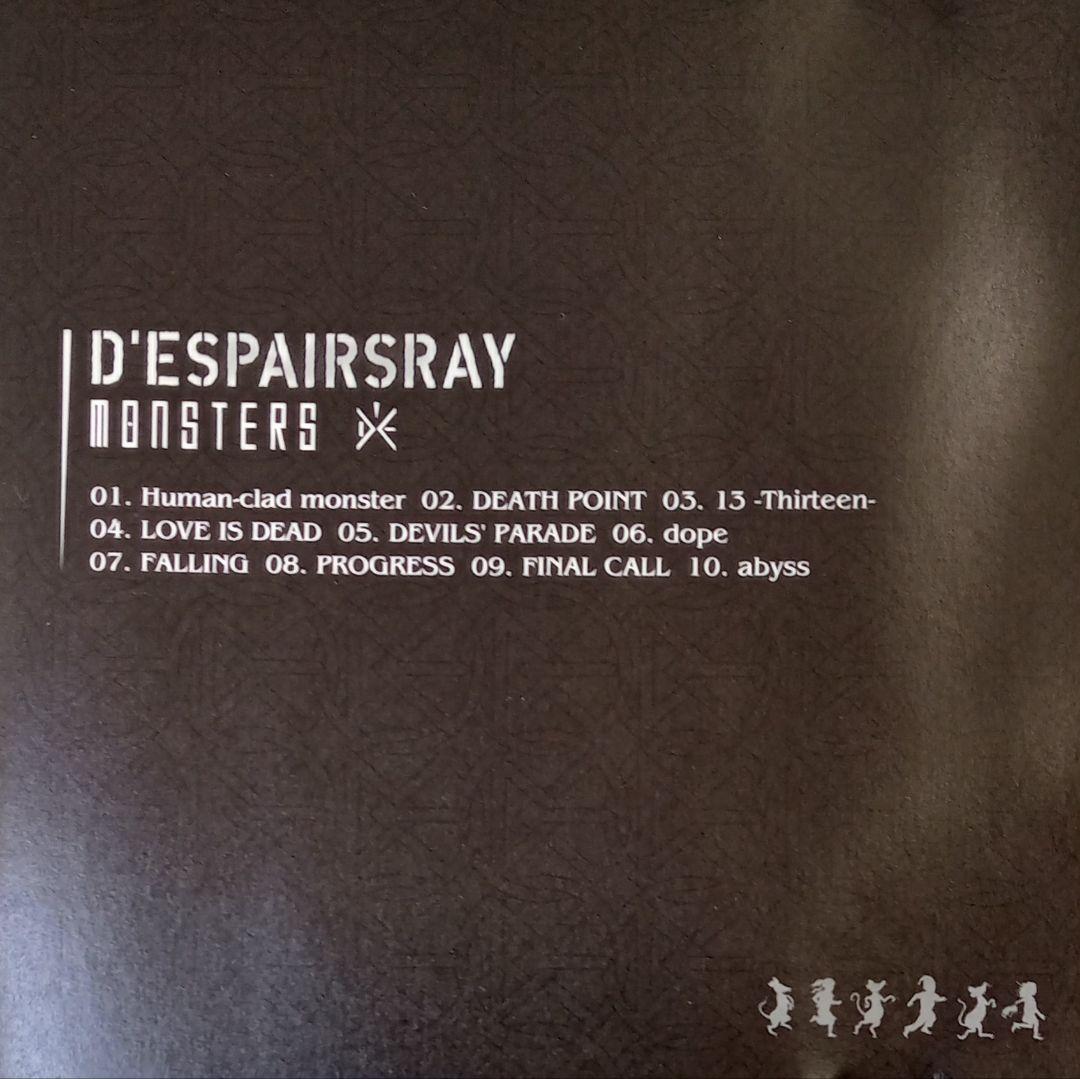 D'ESPAIRSRAY
MONSTERS
01. Human-clad monster 02. DEATH POINT 03. 13 -Thirteen-
04. LOVE IS DEAD 05. DEVILS' PARADE 06. dope
07. FALLING 08. PROGRESS 09. FINAL CALL 10. abyss